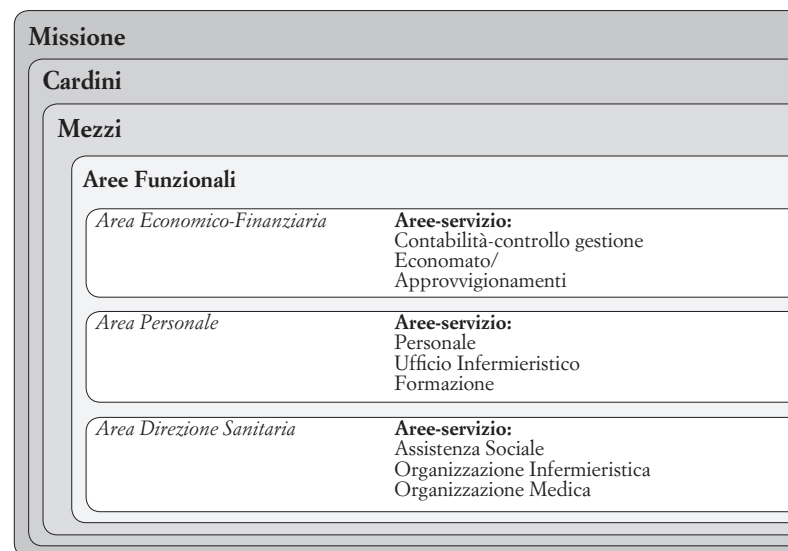 Missione
Cardini
Mezzi
Aree Funzionali
Area Economico-Finanziaria
Aree-servizio:
Contabilità-controllo gestione
Economato/
Approvvigionamenti
Area Personale
Aree-servizio:
Personale
Ufficio Infermieristico
Formazione
Area Direzione Sanitaria
Aree-servizio:
Assistenza Sociale
Organizzazione Infermieristica
Organizzazione Medica